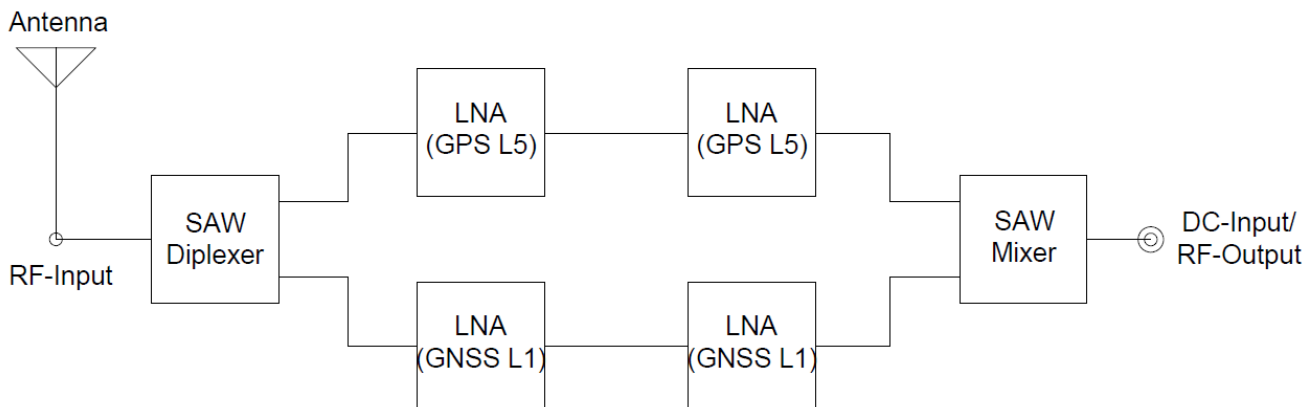 Antenna
LNA
(GPS L5)
LNA
(GPS L5)
SAW
Diplexer
SAW
Mixer
DC-Input/
RF-Output
RF-Input
LNA
(GNSS L1)
LNA
(GNSS L1)